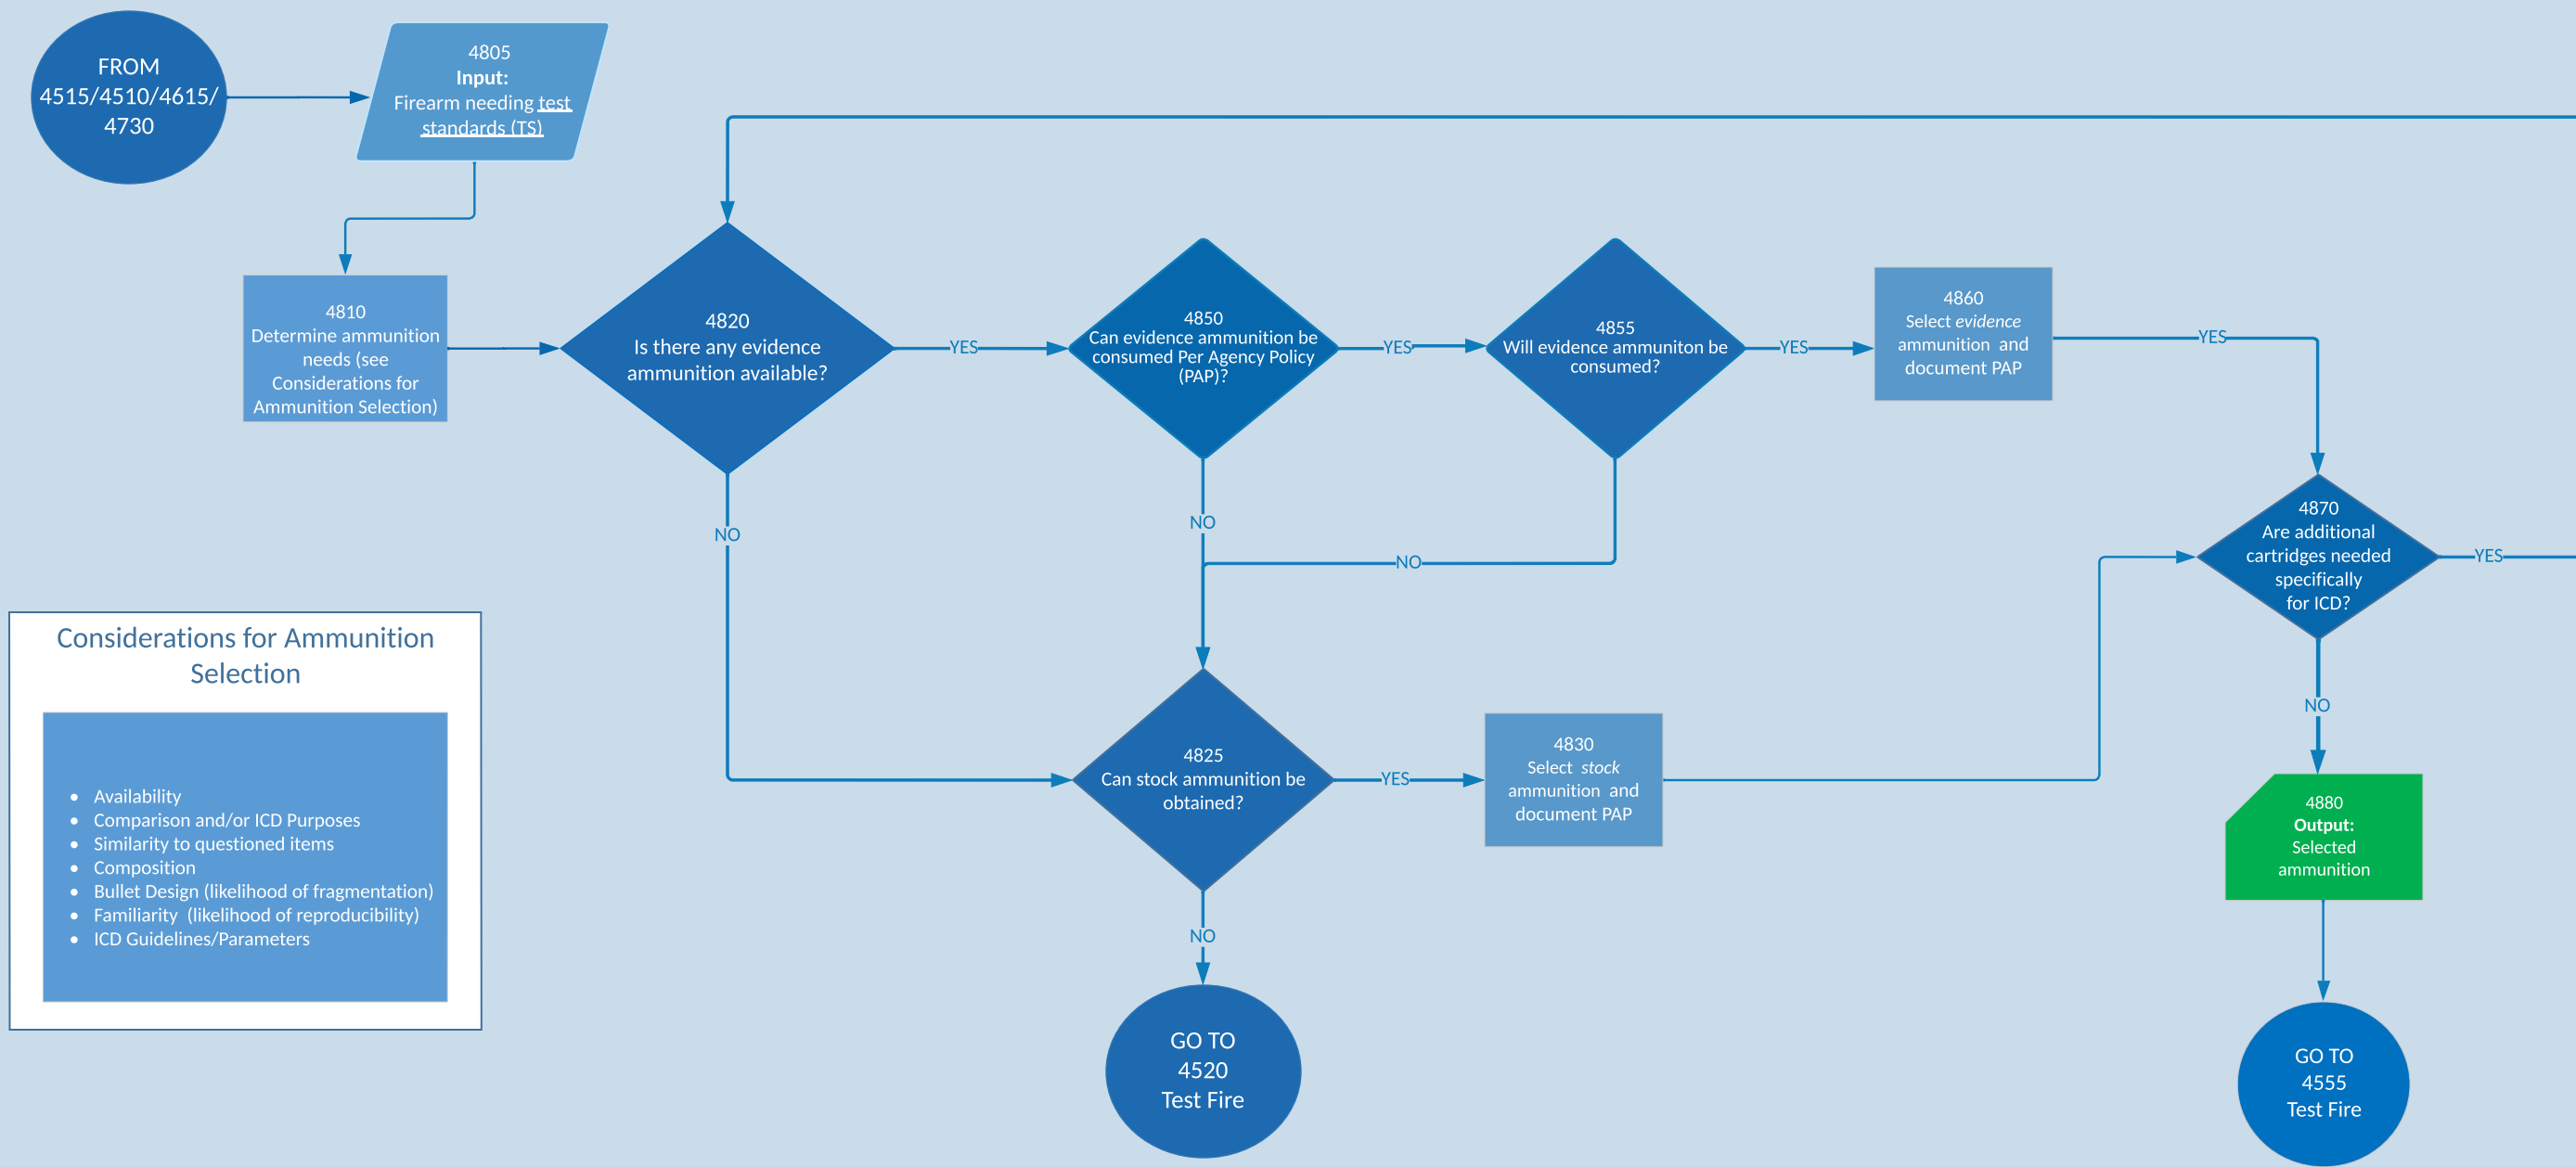 FROM
4515/4510/4615/
4730
4805
Input:
Firearm needing test
standards (TS)
4810
Determine ammunition
needs (see
Considerations for
Ammunition Selection)
4820
Is there any evidence
ammunition available?
YES
NO
4850
Can evidence ammunition be
consumed Per Agency Policy
(PAP)?
YES
NO
4855
Will evidence ammuniton be
consumed?
YES
NO
4860
Select evidence
ammunition and
document PAP
YES
4870
Are additional
cartridges needed
specifically
for ICD?
YES
NO
4825
Can stock ammunition be
obtained?
YES
NO
4830
Select stock
ammunition and
document PAP
4880
Output:
Selected
ammunition
GO TO
4520
Test Fire
GO TO
4555
Test Fire
Considerations for Ammunition
Selection
• Availability
• Comparison and/or ICD Purposes
• Similarity to questioned items
• Composition
• Bullet Design (likelihood of fragmentation)
• Familiarity (likelihood of reproducibility)
• ICD Guidelines/Parameters